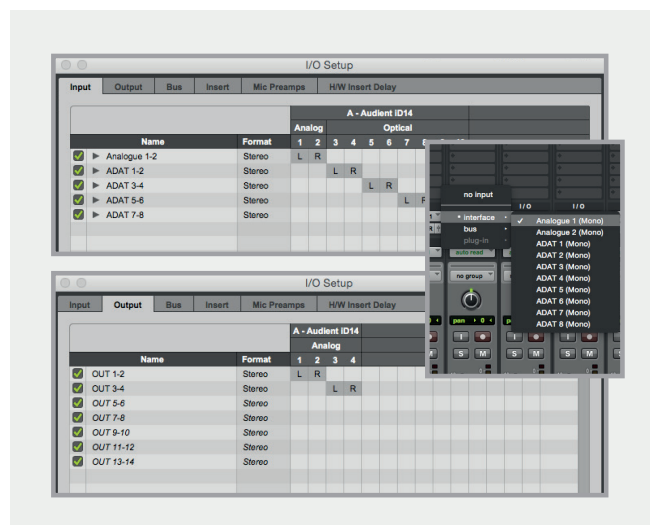 I/O Setup
Input Output Bus Insert Mic Preamps H/W Insert Delay
A - Audient iD14
Analog Optical
Name Format 1 2 3 4 5 6 7
Analogue 1-2 Stereo L R
ADAT 1-2 Stereo L R
ADAT 3-4 Stereo L R
ADAT 5-6 Stereo L
ADAT 7-8 Stereo
no input
I/O I/O
interface ✓ Analogue 1 (Mono)
bus Analogue 2 (Mono)
plug-in ADAT 1 (Mono)
auto read ADAT 2 (Mono)
ADAT 3 (Mono)
no group ADAT 4 (Mono)
ADAT 5 (Mono)
ADAT 6 (Mono)
ADAT 7 (Mono)
ADAT 8 (Mono)
pan 0
I I I
S M S M S M
I/O Setup
Input Output Bus Insert Mic Preamps H/W Insert Delay
A - Audient iD14
Analog
Name Format 1 2 3 4
OUT 1-2 Stereo L R
OUT 3-4 Stereo L R
OUT 5-6 Stereo
OUT 7-8 Stereo
OUT 9-10 Stereo
OUT 11-12 Stereo
OUT 13-14 Stereo